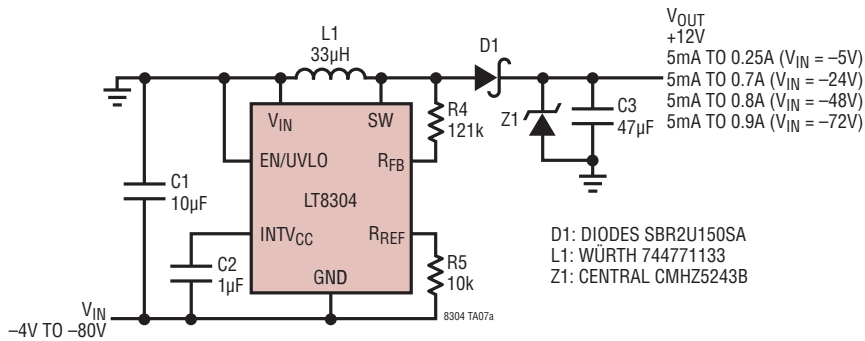 L1
33µH
D1
VOUT
+12V
5mA TO 0.25A (VIN = –5V)
5mA TO 0.7A (VIN = –24V)
5mA TO 0.8A (VIN = –48V)
5mA TO 0.9A (VIN = –72V)
VIN
SW
R4
121k
Z1
C3
47µF
EN/UVLO
RFB
C1
10µF
LT8304
INTVCC
RREF
C2
1µF
GND
R5
10k
D1: DIODES SBR2U150SA
L1: WÜRTH 744771133
Z1: CENTRAL CMHZ5243B
VIN
–4V TO –80V
8304 TA07a